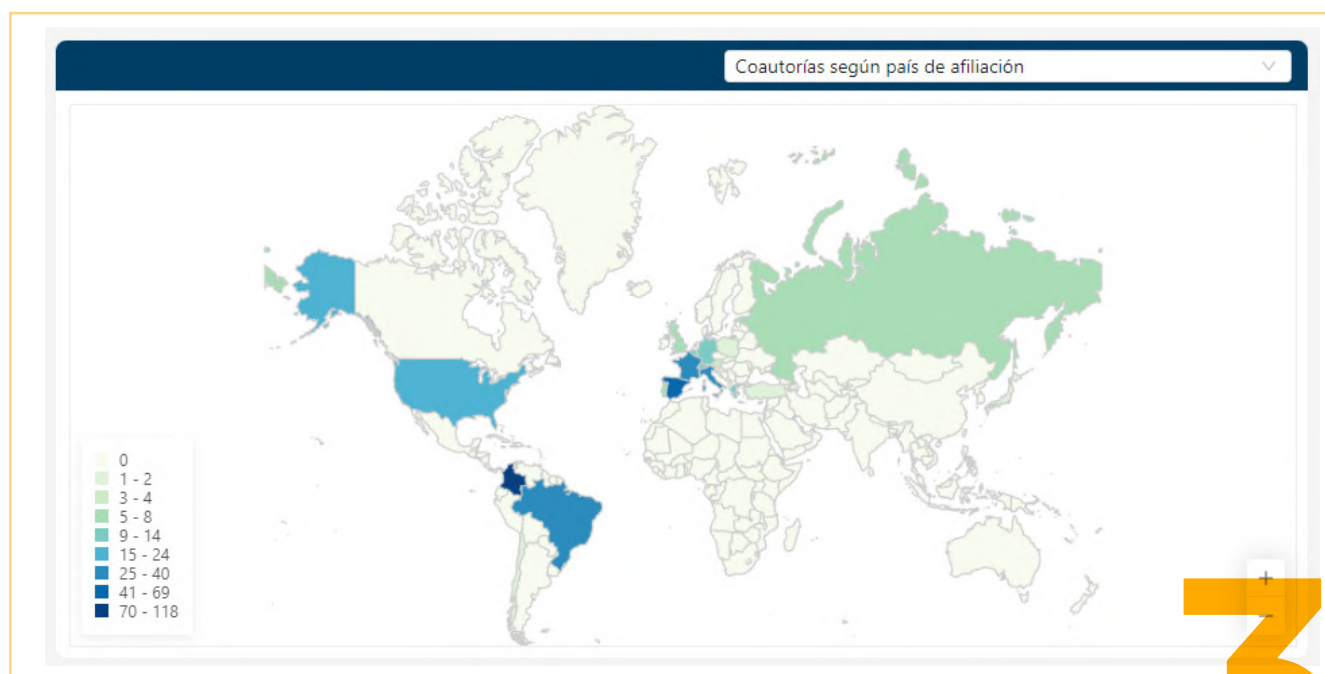 Coautorías según país de afiliación
0
1 - 2
3 - 4
5 - 8
9 - 14
15 - 24
25 - 40
41 - 69
70 - 118
+
−
3